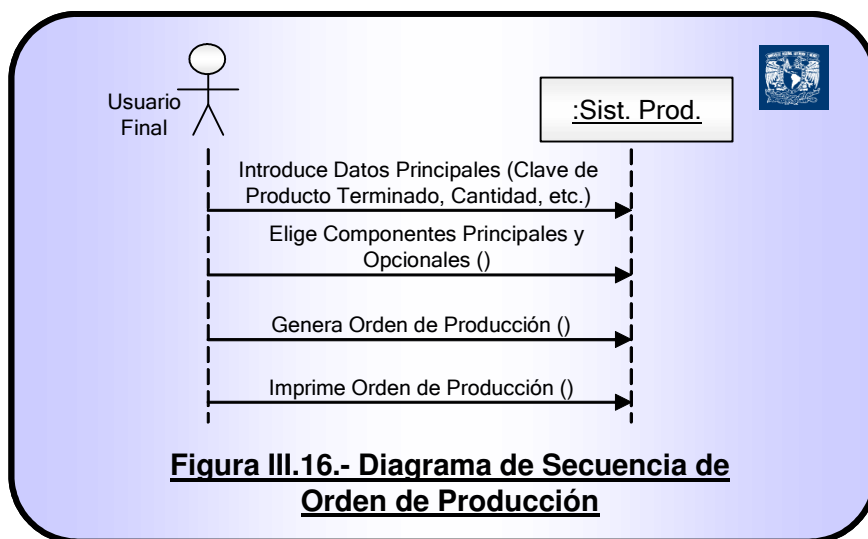 Usuario
Final
:Sist. Prod.
Introduce Datos Principales (Clave de
Producto Terminado, Cantidad, etc.)
Elige Componentes Principales y
Opcionales ()
Genera Orden de Producción ()
Imprime Orden de Producción ()
Figura III.16.- Diagrama de Secuencia de
Orden de Producción